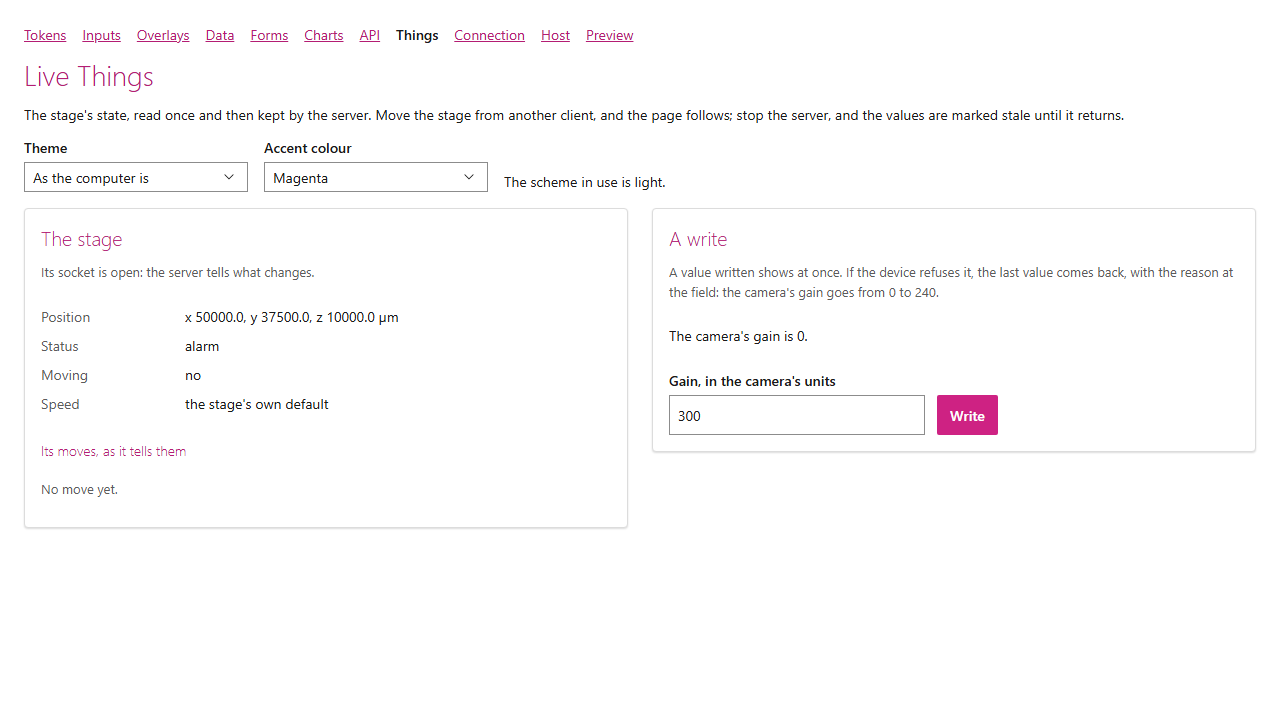 Tokens Inputs Overlays Data Forms Charts API Things Connection Host Preview
Live Things
The stage's state, read once and then kept by the server. Move the stage from another client, and the page follows; stop the server, and the values are marked stale until it returns.
Theme
As the computer is
Accent colour
Magenta
The scheme in use is light.
The stage
Its socket is open: the server tells what changes.
Position x 50000.0, y 37500.0, z 10000.0 µm
Status alarm
Moving no
Speed the stage's own default
Its moves, as it tells them
No move yet.
A write
A value written shows at once. If the device refuses it, the last value comes back, with the reason at
the field: the camera's gain goes from 0 to 240.
The camera's gain is 0.
Gain, in the camera's units
300 Write